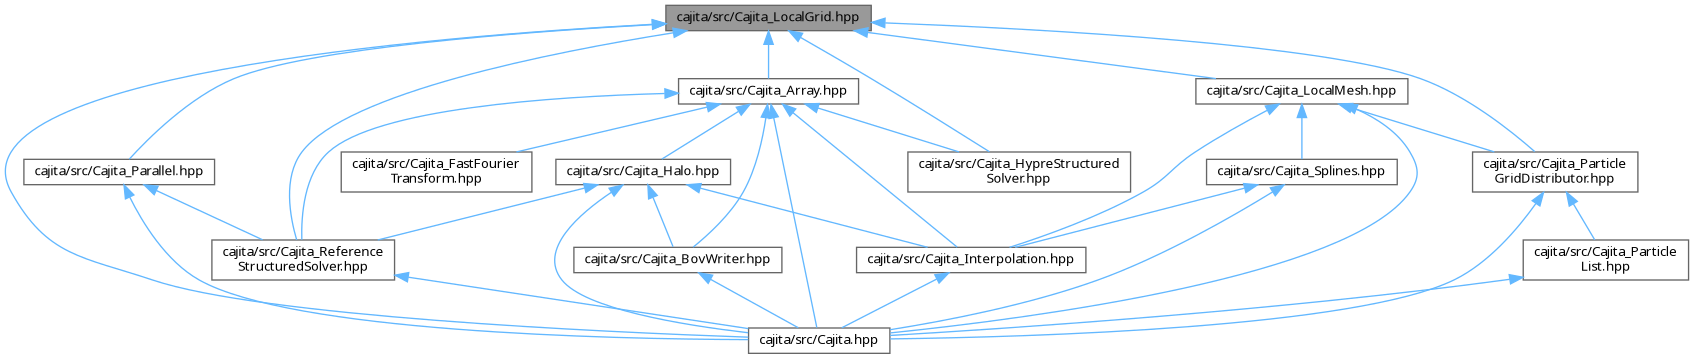 cajita/src/Cajita_LocalGrid.hpp
cajita/src/Cajita_Array.hpp
cajita/src/Cajita_LocalMesh.hpp
cajita/src/Cajita_Parallel.hpp
cajita/src/Cajita_FastFourier
Transform.hpp
cajita/src/Cajita_Halo.hpp
cajita/src/Cajita_HypreStructured
Solver.hpp
cajita/src/Cajita_Splines.hpp
cajita/src/Cajita_Particle
GridDistributor.hpp
cajita/src/Cajita_Reference
StructuredSolver.hpp
cajita/src/Cajita_BovWriter.hpp
cajita/src/Cajita_Interpolation.hpp
cajita/src/Cajita_Particle
List.hpp
cajita/src/Cajita.hpp